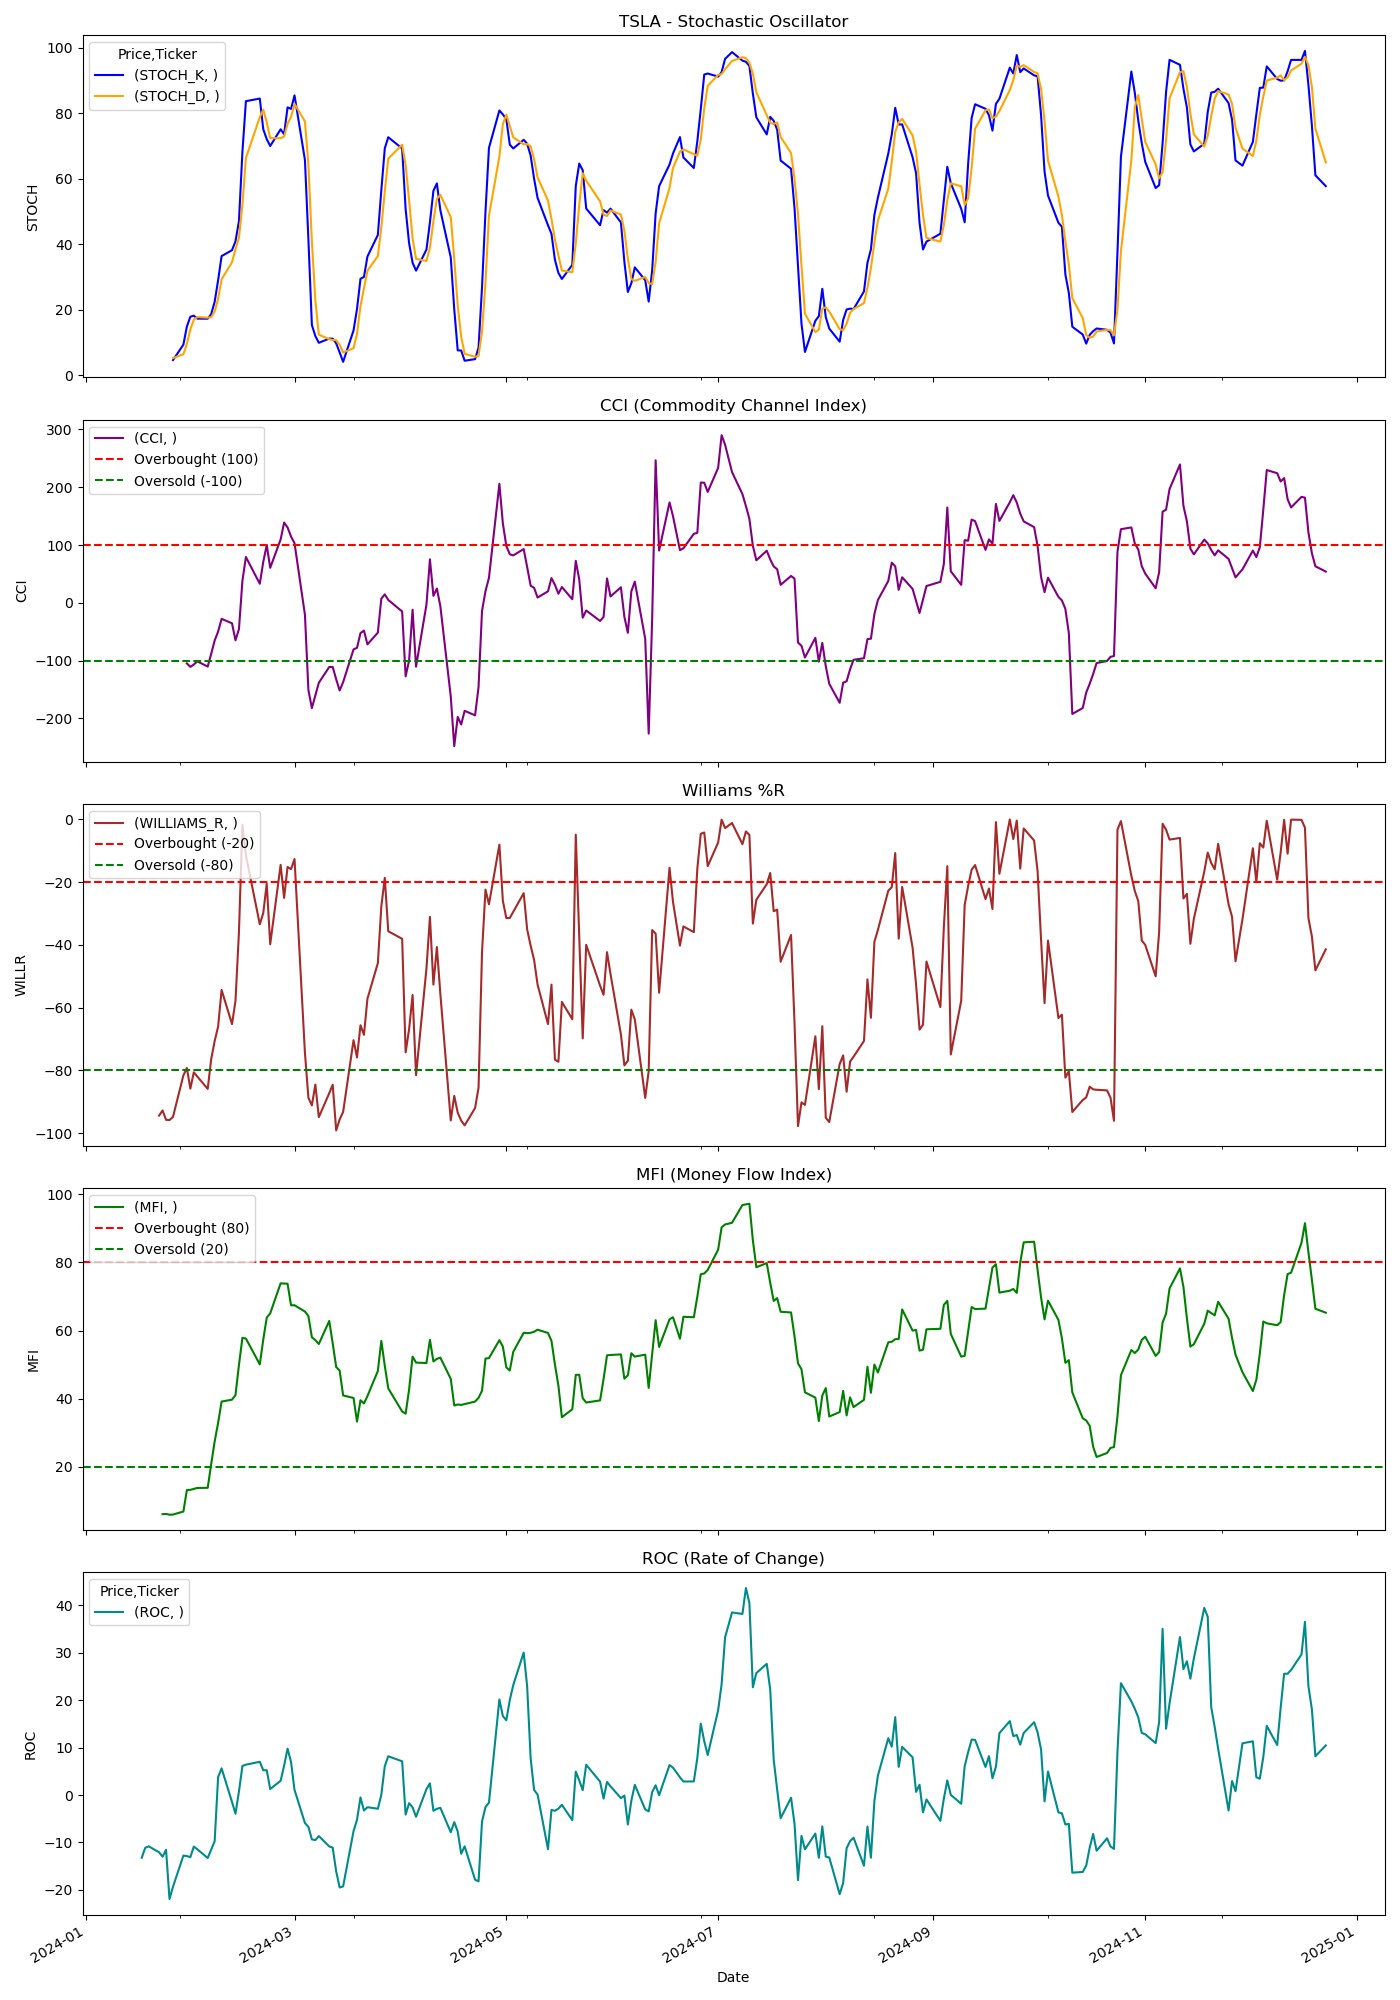 TSLA - Stochastic Oscillator
100
80
60
40
20
0
STOCH
Price,Ticker
(STOCH_K, )
(STOCH_D, )
CCI (Commodity Channel Index)
300
200
100
0
−100
−200
CCI
(CCI, )
Overbought (100)
Oversold (-100)
Williams %R
0
−20
−40
−60
−80
−100
WILLR
(WILLIAMS_R, )
Overbought (-20)
Oversold (-80)
MFI (Money Flow Index)
100
80
60
40
20
MFI
(MFI, )
Overbought (80)
Oversold (20)
ROC (Rate of Change)
40
30
20
10
0
−10
−20
ROC
Price,Ticker
(ROC, )
2024-01
2024-03
2024-05
2024-07
2024-09
2024-11
2025-01
Date